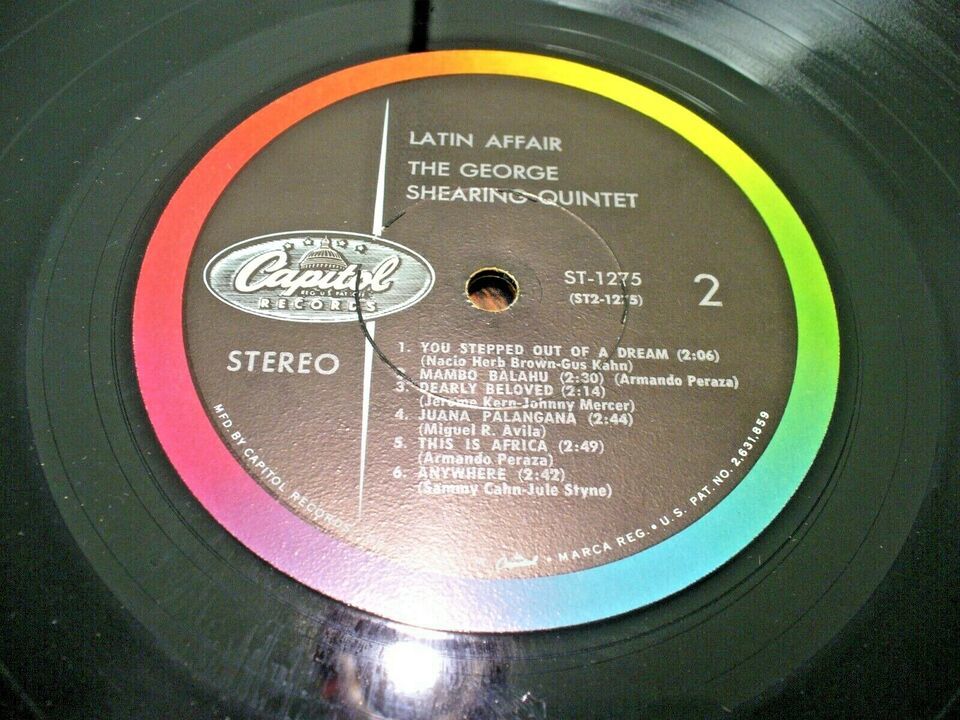 LATIN AFFAIR
THE GEORGE
SHEARING QUINTET
Capitol
REG. U.S. PAT. OFF.
RECORDS
STEREO
ST-1275
(ST2-1275)
2
1. YOU STEPPED OUT OF A DREAM (2:06)
(Nacio Herb Brown-Gus Kahn)
MAMBO BALAHU (2:30) (Armando Peraza)
3. DEARLY BELOVED (2:14)
(Jerome Kern-Johnny Mercer)
4. JUANA PALANGANA (2:44)
(Miguel R. Avila)
5. THIS IS AFRICA (2:49)
(Armando Peraza)
6. ANYWHERE (2:42)
(Sammy Cahn-Jule Styne)
MFD. BY CAPITOL RECORDS
Capitol • MARCA REG. • U.S. PAT. NO. 2,631,859